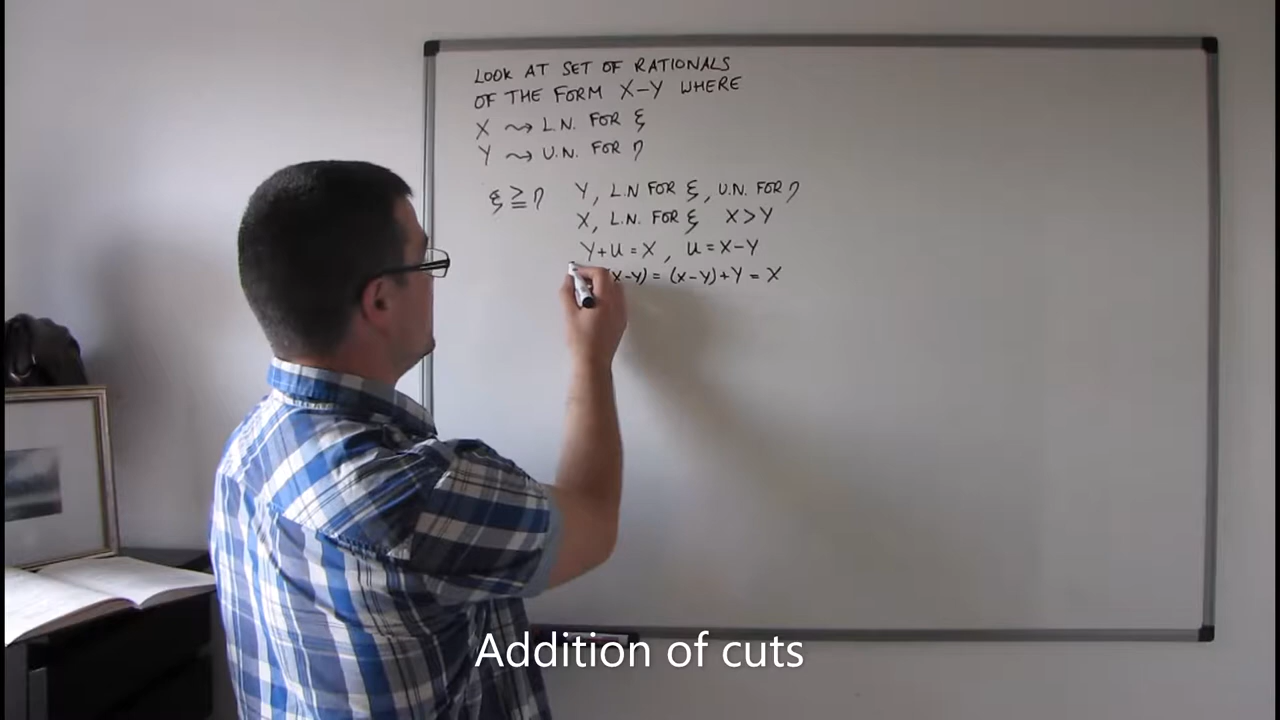 LOOK AT SET OF RATIONALS
OF THE FORM X-Y WHERE
X ⇝ L.N. FOR ξ
Y ⇝ U.N. FOR η
ξ ≧ η Y, L.N FOR ξ, U.N. FOR η
X, L.N. FOR ξ X > Y
Y+U = X, U = X-Y
(X-Y) = (X-Y)+Y = X
Addition of cuts